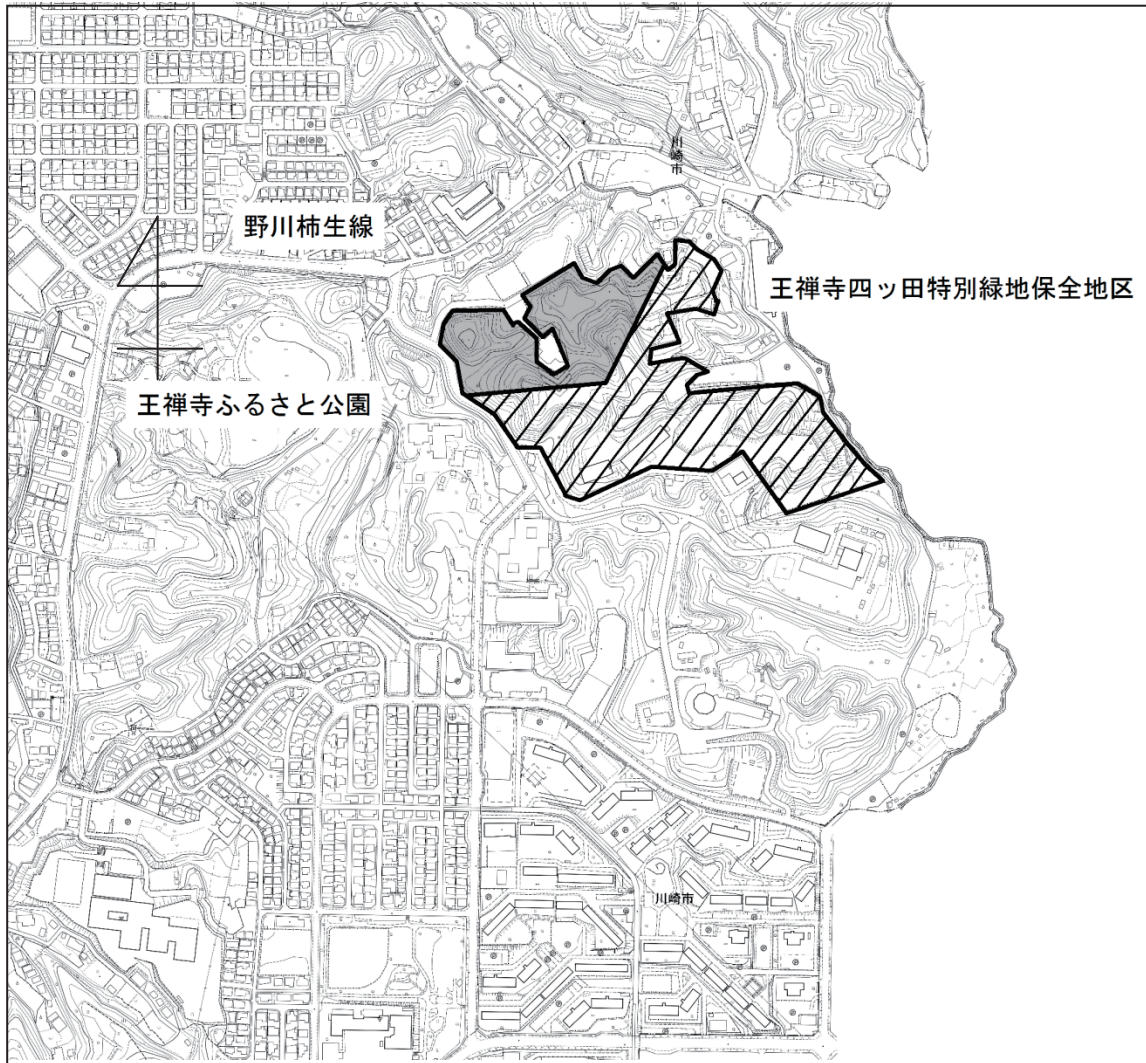 川崎市
野川柿生線
王禅寺四ッ田特別緑地保全地区
王禅寺ふるさと公園
川崎市